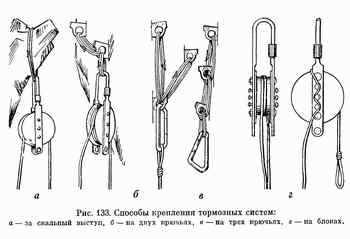 а б в г
Рис. 133. Способы крепления тормозных систем:
а — за скальный выступ, б — на двух крючьях, в — на трех крючьях, г — на блоках.